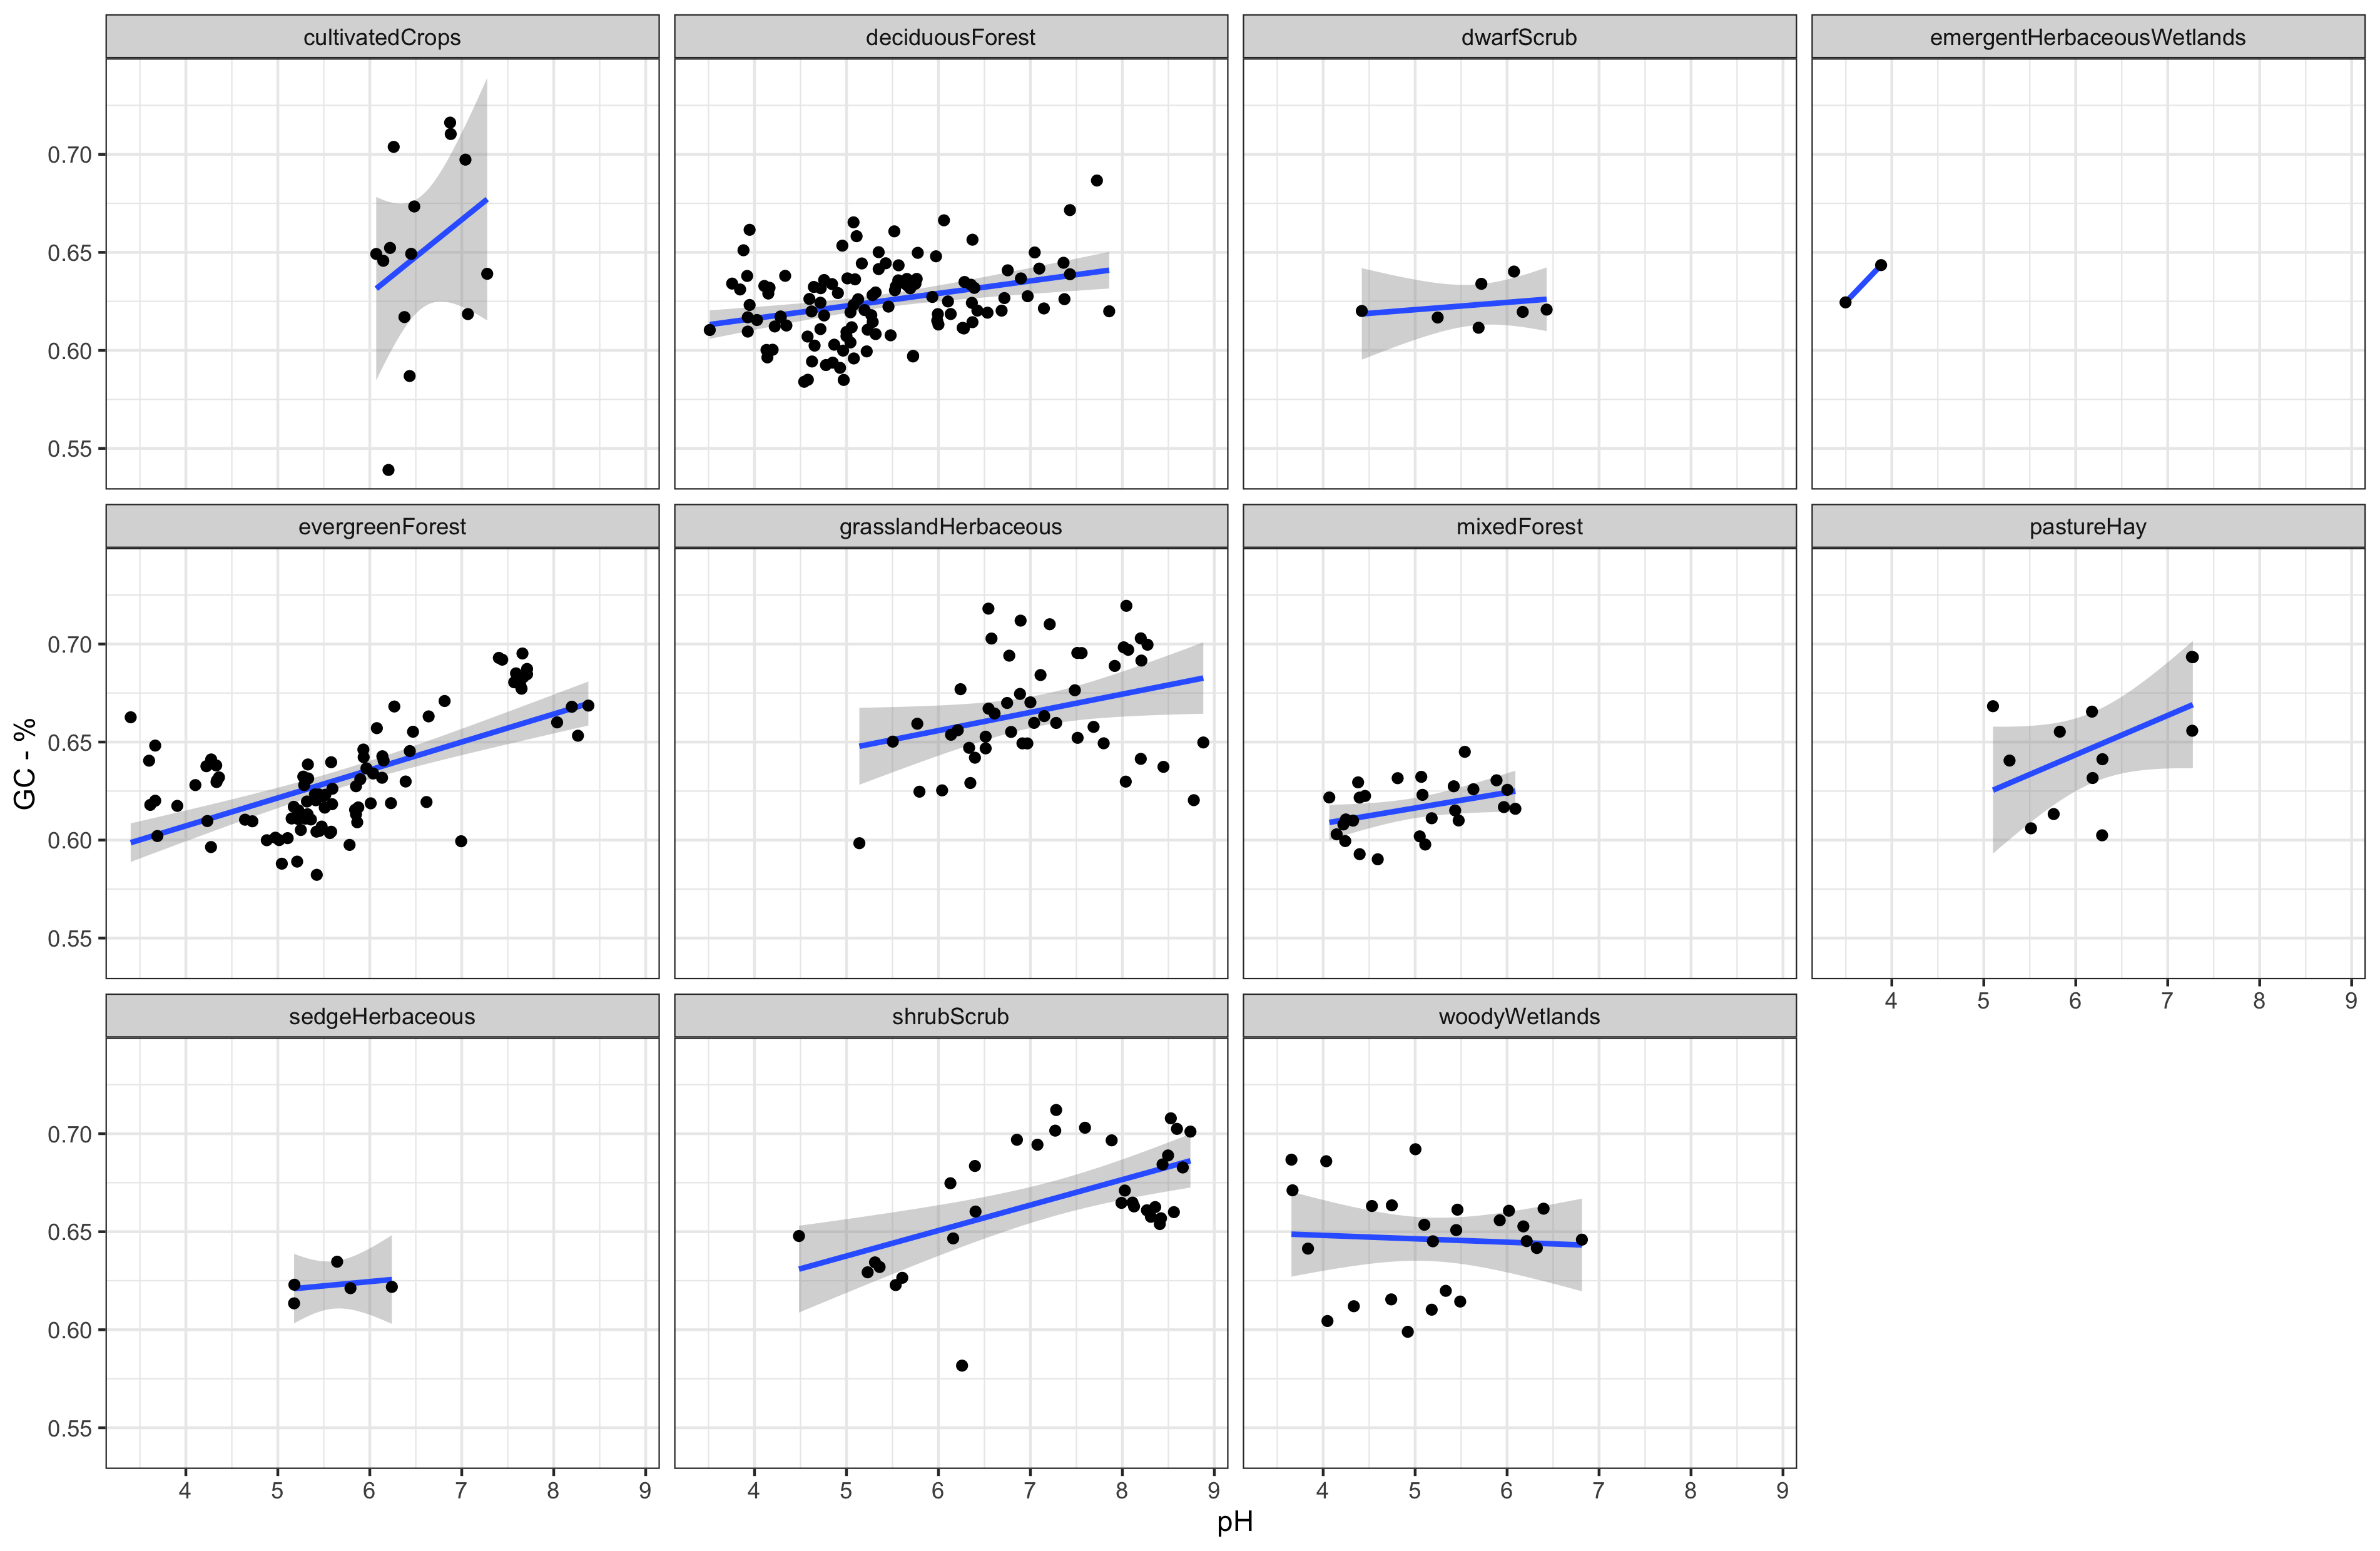 cultivatedCrops deciduousForest dwarfScrub emergentHerbaceousWetlands
0.70
0.65
0.60
0.55
evergreenForest grasslandHerbaceous mixedForest pastureHay
GC - %
0.70
0.65
0.60
0.55
4 5 6 7 8 9
sedgeHerbaceous shrubScrub woodyWetlands
0.70
0.65
0.60
0.55
4 5 6 7 8 9 4 5 6 7 8 9 4 5 6 7 8 9
pH